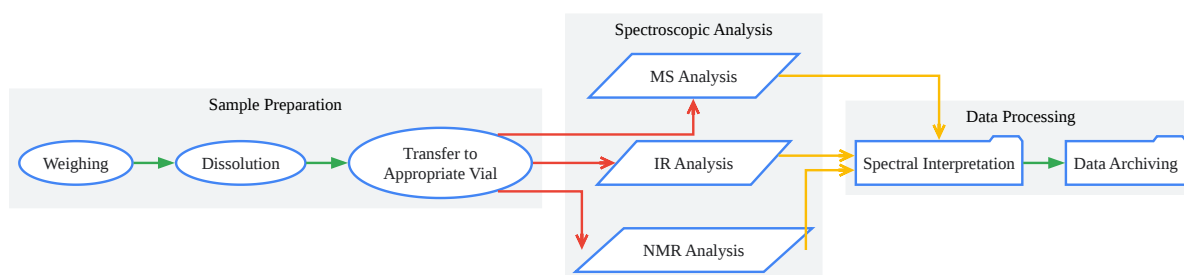 Sample Preparation
Weighing
Dissolution
Transfer to
Appropriate Vial
Spectroscopic Analysis
MS Analysis
IR Analysis
NMR Analysis
Data Processing
Spectral Interpretation
Data Archiving